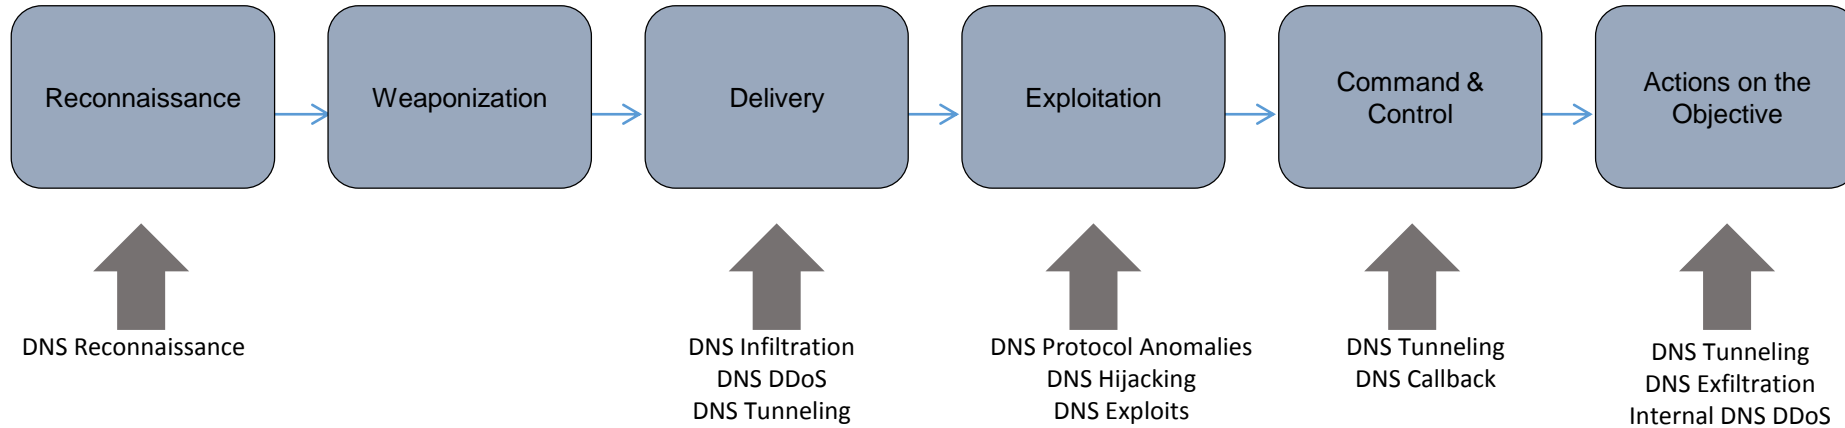 Reconnaissance
Weaponization
Delivery
Exploitation
Command &
Control
Actions on the
Objective
DNS Reconnaissance
DNS Infiltration
DNS DDoS
DNS Tunneling
DNS Protocol Anomalies
DNS Hijacking
DNS Exploits
DNS Tunneling
DNS Callback
DNS Tunneling
DNS Exfiltration
Internal DNS DDoS